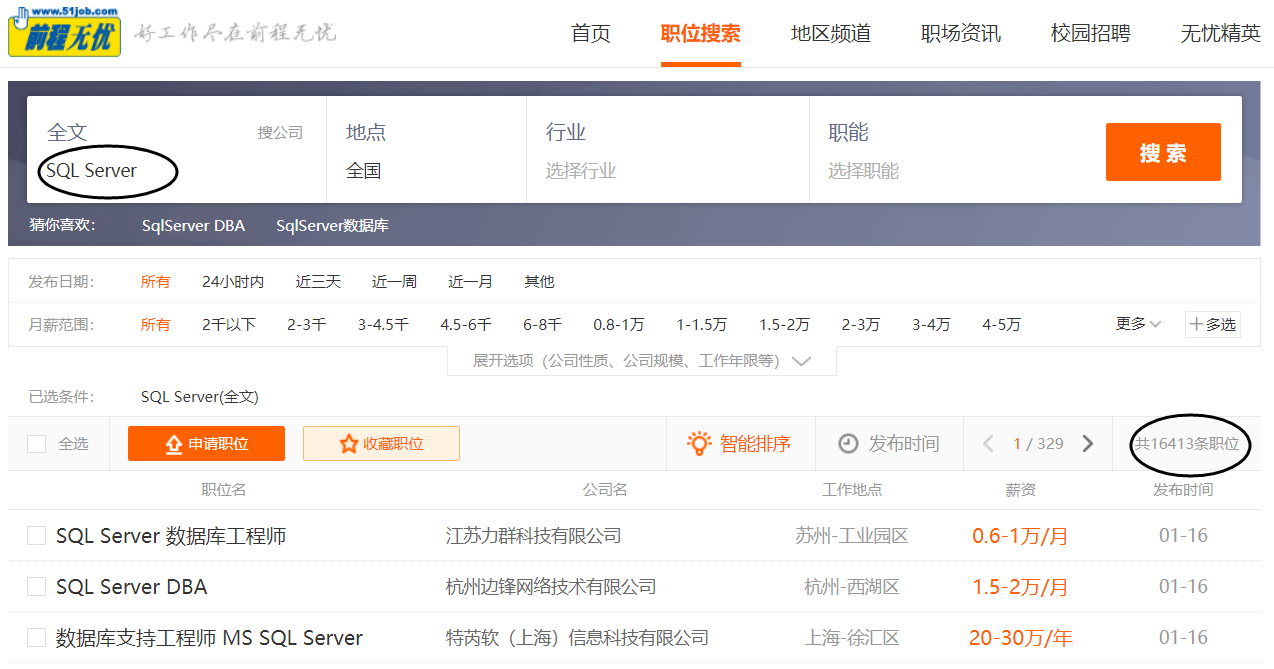 www.51job.com
前程无忧 好工作尽在前程无忧
首页 职位搜索 地区频道 职场资讯 校园招聘 无忧精英
全文 搜公司 地点 行业 职能
SQL Server 全国 选择行业 选择职能 搜索
猜你喜欢: SqlServer DBA SqlServer数据库
发布日期: 所有 24小时内 近三天 近一周 近一月 其他
月薪范围: 所有 2千以下 2-3千 3-4.5千 4.5-6千 6-8千 0.8-1万 1-1.5万 1.5-2万 2-3万 3-4万 4-5万 更多 多选
展开选项（公司性质、公司规模、工作年限等）
已选条件: SQL Server(全文)
全选 申请职位 收藏职位 智能排序 发布时间 1 / 329 共16413条职位
职位名 公司名 工作地点 薪资 发布时间
SQL Server 数据库工程师 江苏力群科技有限公司 苏州-工业园区 0.6-1万/月 01-16
SQL Server DBA 杭州边锋网络技术有限公司 杭州-西湖区 1.5-2万/月 01-16
数据库支持工程师 MS SQL Server 特芮软（上海）信息科技有限公司 上海-徐汇区 20-30万/年 01-16